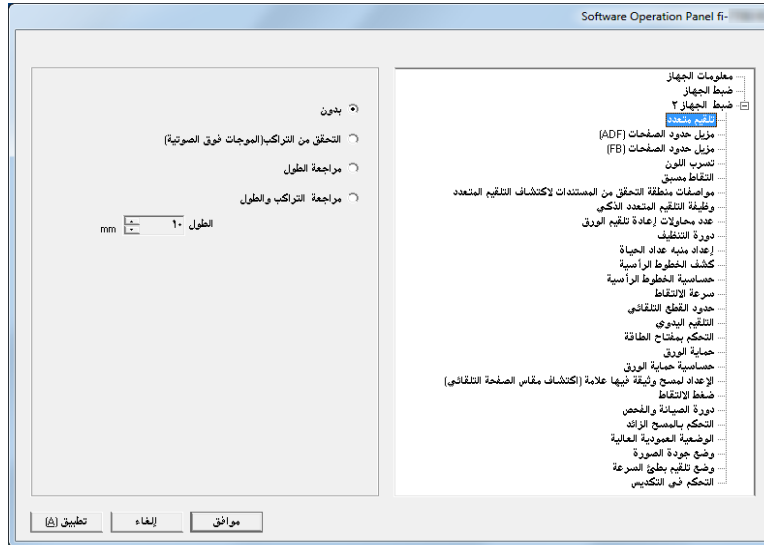 Software Operation Panel fi-
معلومات الجهاز
ضبط الجهاز
ضبط الجهاز ٢
تلقيم متعدد
مزيل حدود الصفحات (ADF)
مزيل حدود الصفحات (FB)
تسرب اللون
التقاط مسبق
مواصفات منطقة التحقق من المستندات لاكتشاف التلقيم المتعدد
وظيفة التلقيم المتعدد الذكي
عدد محاولات إعادة تلقيم الورق
دورة التنظيف
إعداد منبه عداد الحياة
كشف الخطوط الرأسية
حساسية الخطوط الرأسية
سرعة الالتقاط
حدود القطع التلقائي
التلقيم اليدوي
التحكم بمفتاح الطاقة
حماية الورق
حساسية حماية الورق
الإعداد لمسح وثيقة فيها علامة (اكتشاف مقاس الصفحة التلقائي)
ضغط الالتقاط
دورة الصيانة والفحص
التحكم بالمسح الزائد
الوضعية العمودية العالية
وضع جودة الصورة
وضع تلقيم بطئ السرعة
التحكم في التكديس
بدون
التحقق من التراكب(الموجات فوق الصوتية)
مراجعة الطول
مراجعة التراكب والطول
الطول ١٠ mm
موافق
إلغاء
تطبيق (A)